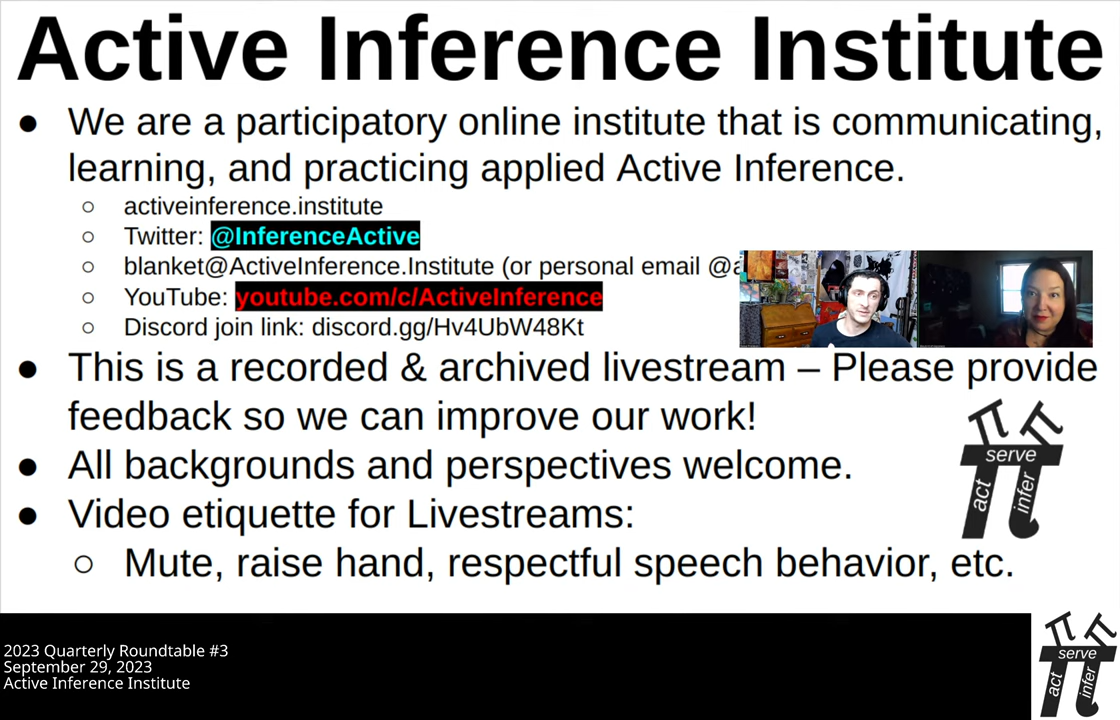 Active Inference Institute
● We are a participatory online institute that is communicating,
learning, and practicing applied Active Inference.
○ activeinference.institute
○ Twitter: @InferenceActive
○ blanket@ActiveInference.Institute (or personal email @a
○ YouTube: youtube.com/c/ActiveInference
○ Discord join link: discord.gg/Hv4UbW48Kt
● This is a recorded & archived livestream – Please provide
feedback so we can improve our work!
● All backgrounds and perspectives welcome.
● Video etiquette for Livestreams:
○ Mute, raise hand, respectful speech behavior, etc.
π π
serve
act infer
2023 Quarterly Roundtable #3
September 29, 2023
Active Inference Institute
π π
serve
act infer